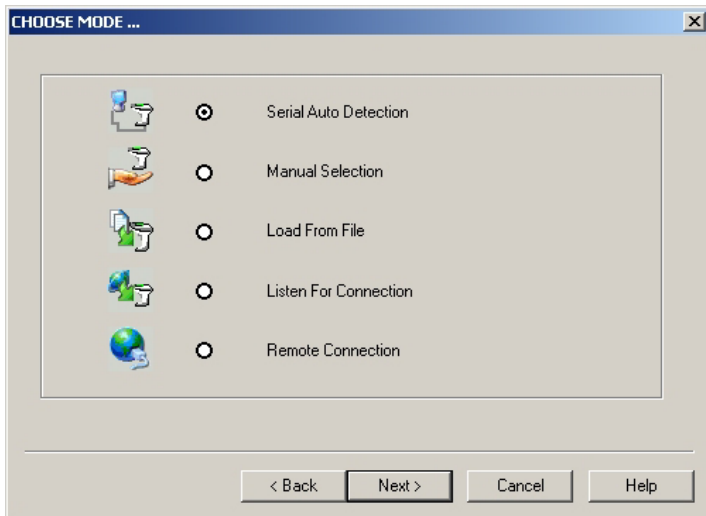 CHOOSE MODE ...
Serial Auto Detection
Manual Selection
Load From File
Listen For Connection
Remote Connection
< Back Next > Cancel Help